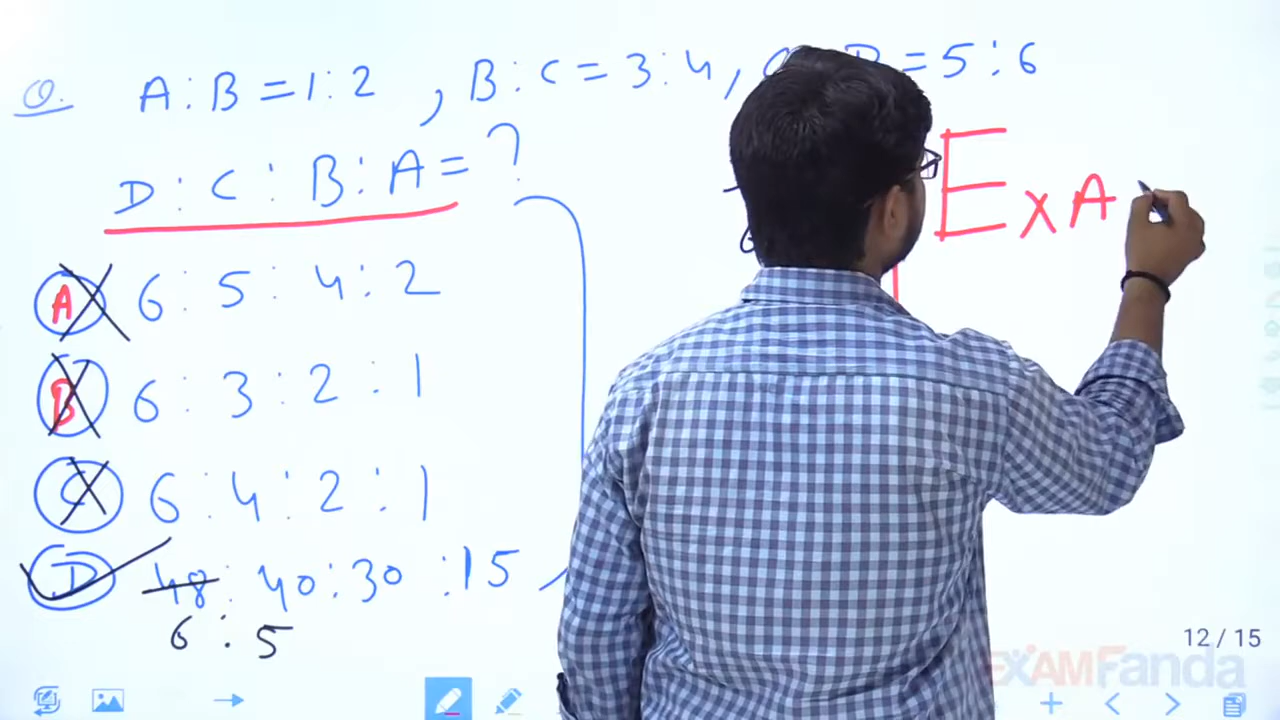 Q. A : B = 1 : 2 , B : C = 3 : 4 , = 5 : 6
D : C : B : A = ?
ExA
A 6 : 5 : 4 : 2
B 6 : 3 : 2 : 1
C 6 : 4 : 2 : 1
D 48 : 40 : 30 : 15
6 : 5
12 / 15
EXAMFanda